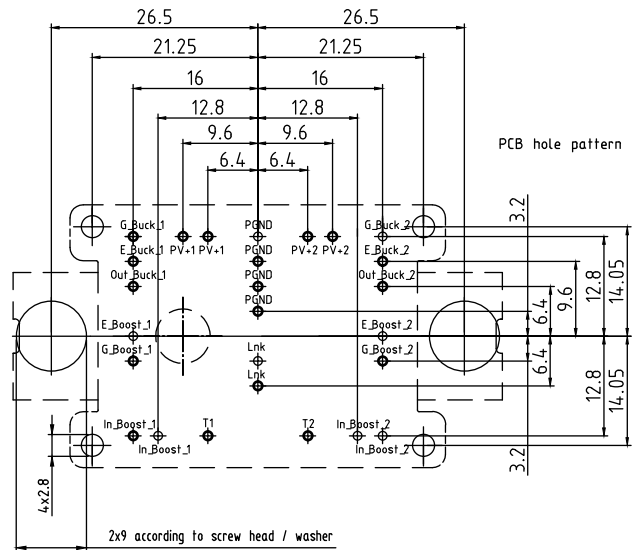 26.5 26.5
21.25 21.25
16 16
12.8 12.8
9.6 9.6
PCB hole pattern
6.4 6.4
3.2
G_Buck_1 PGND G_Buck_2
E_Buck_1 PV+1 PV+1 PGND PV+2 PV+2 E_Buck_2
Out_Buck_1 PGND Out_Buck_2
PGND
6.4 9.6 12.8 14.05
E_Boost_1 E_Boost_2
G_Boost_1 Lnk G_Boost_2
6.4
Lnk
12.8 14.05
In_Boost_1 T1 T2 In_Boost_2
In_Boost_1 In_Boost_2
3.2
4x2.8
2x9 according to screw head / washer